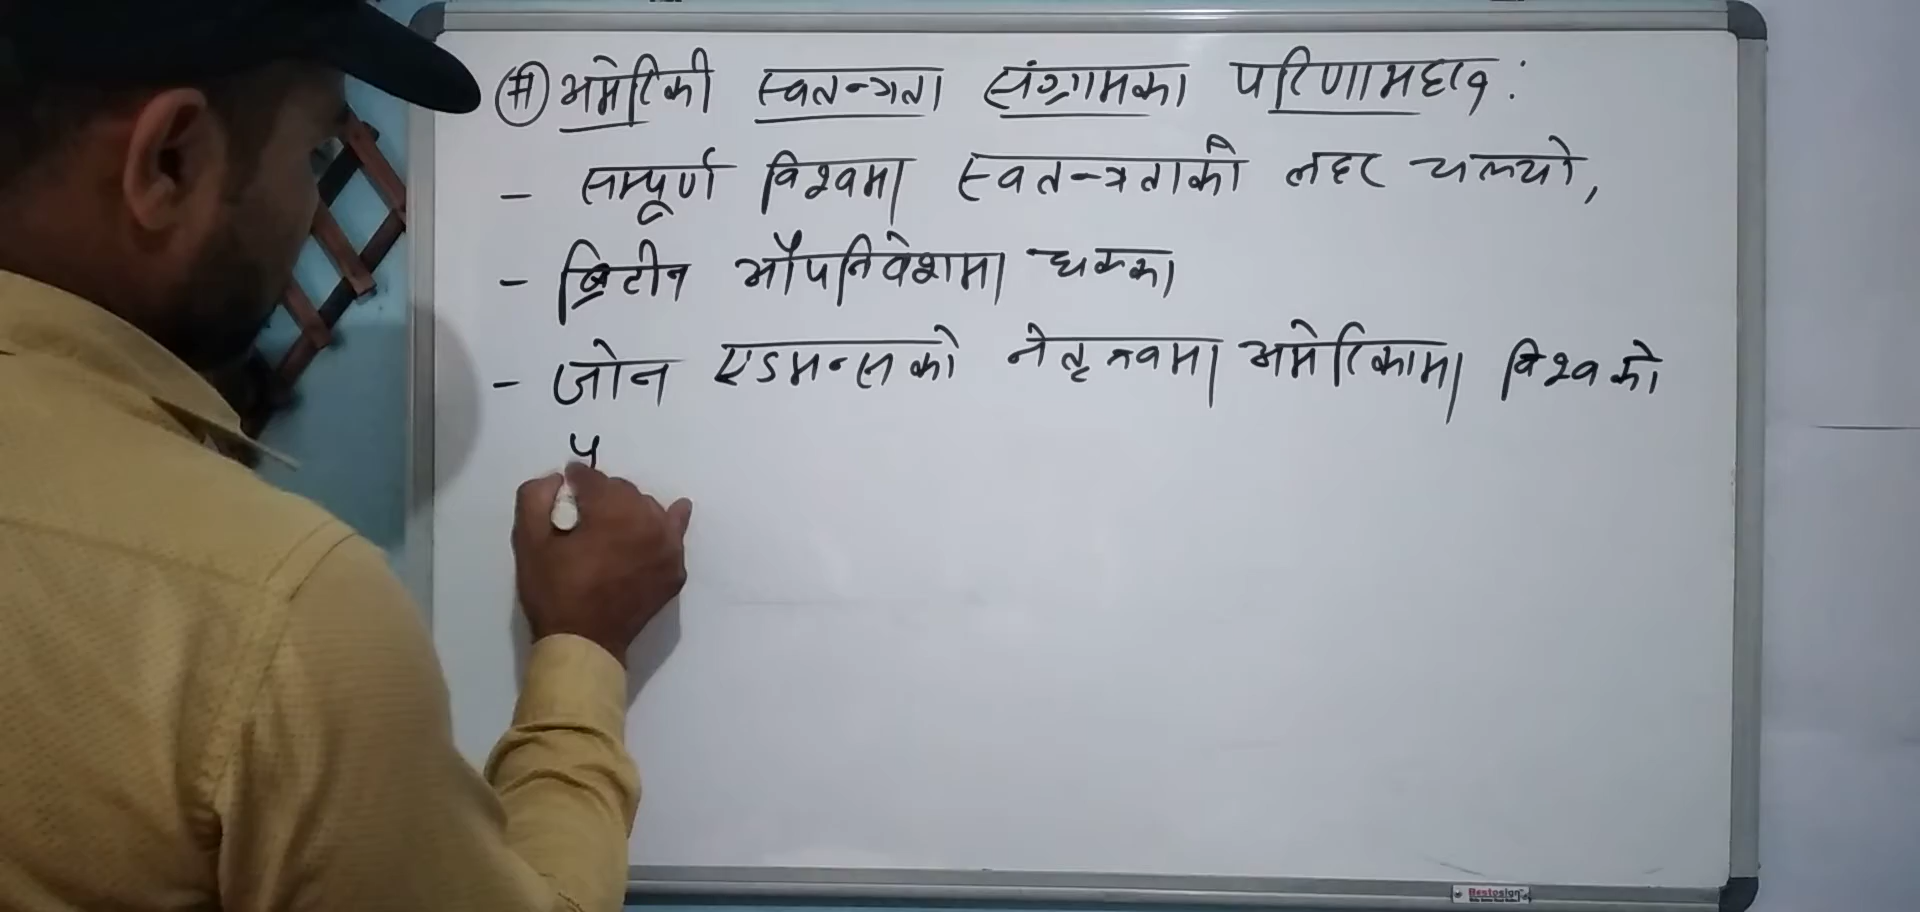 # अमेरिकी स्वतन्त्रता संग्रामका परिणामहरु :
- सम्पूर्ण विश्वमा स्वतन्त्रताको लहर चल्यो,
- ब्रिटीन औपनिवेशमा धक्का
- जोन एडमन्सको नेतृत्वमा अमेरिकामा विश्वको
प
Bestosign